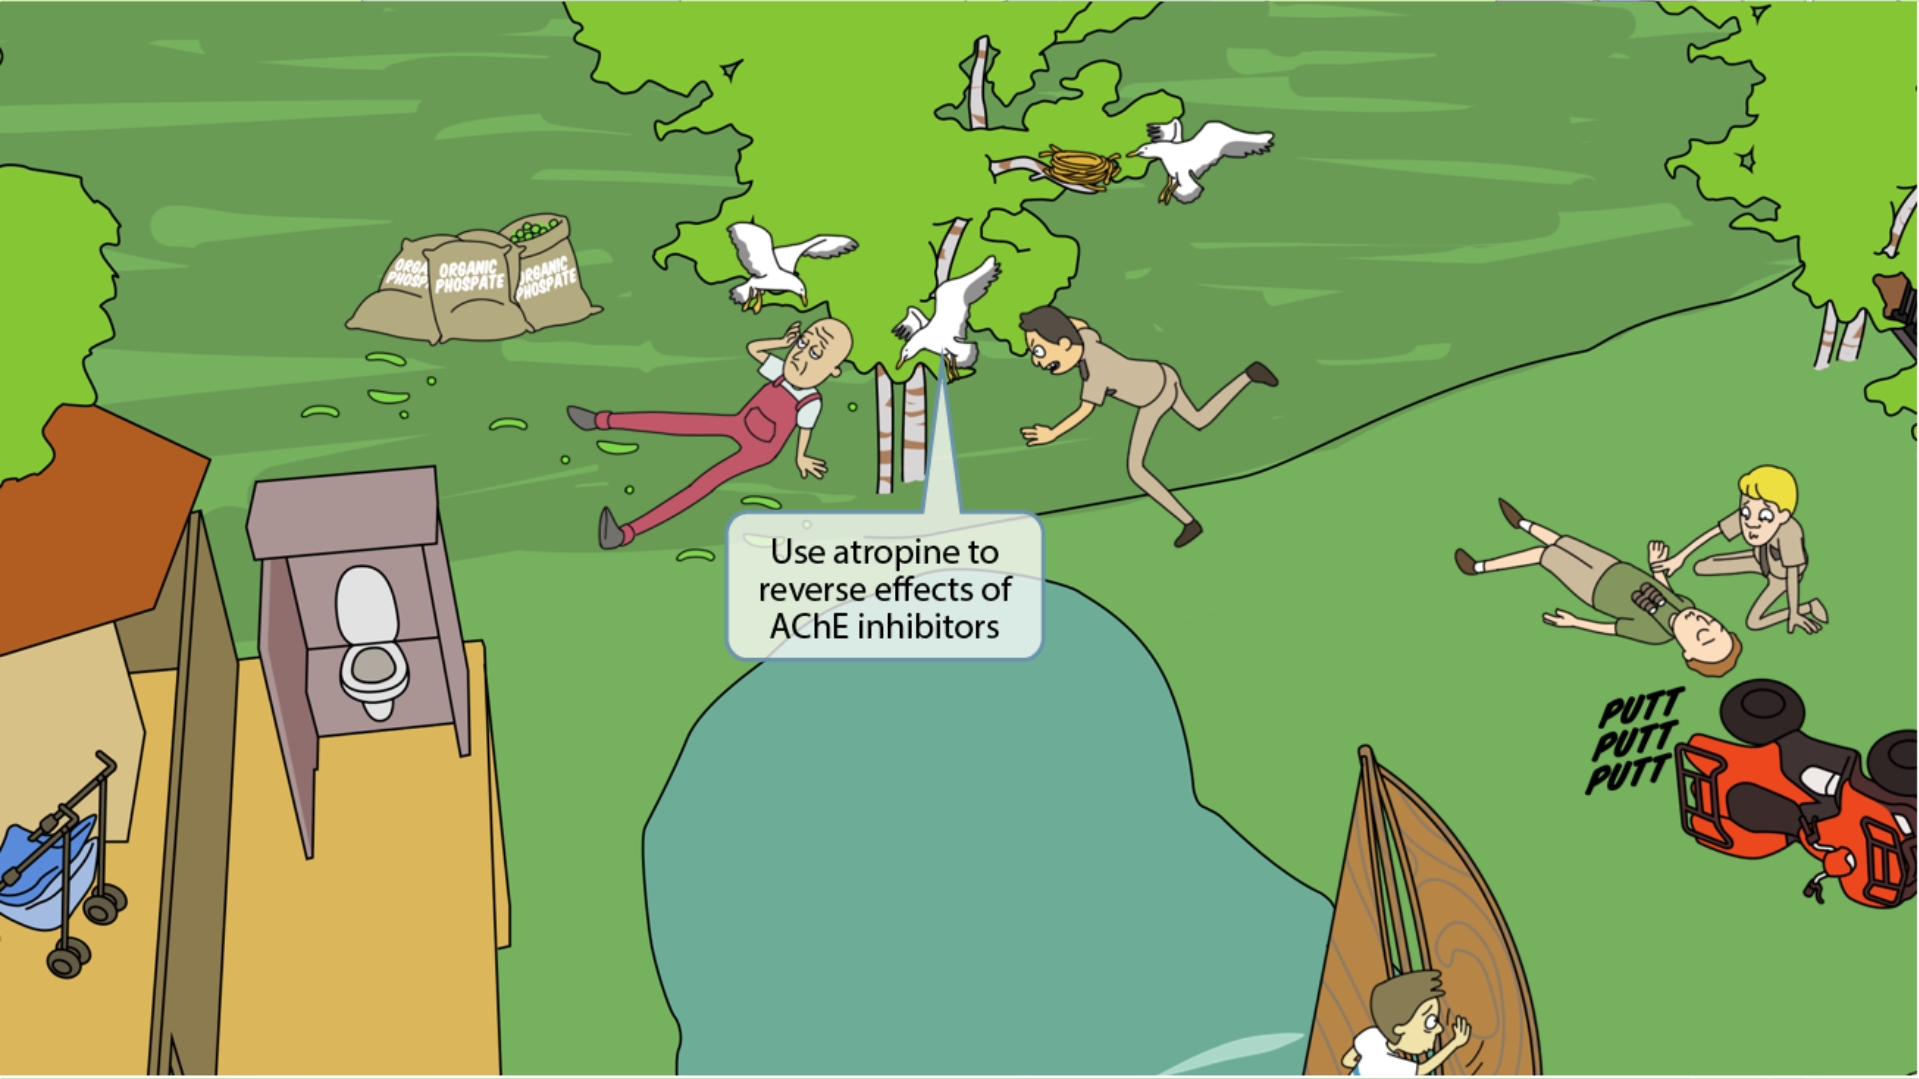 ORGA
PHOSP
ORGANIC
PHOSPATE
ORGANIC
PHOSPATE
Use atropine to
reverse effects of
AChE inhibitors
PUTT
PUTT
PUTT